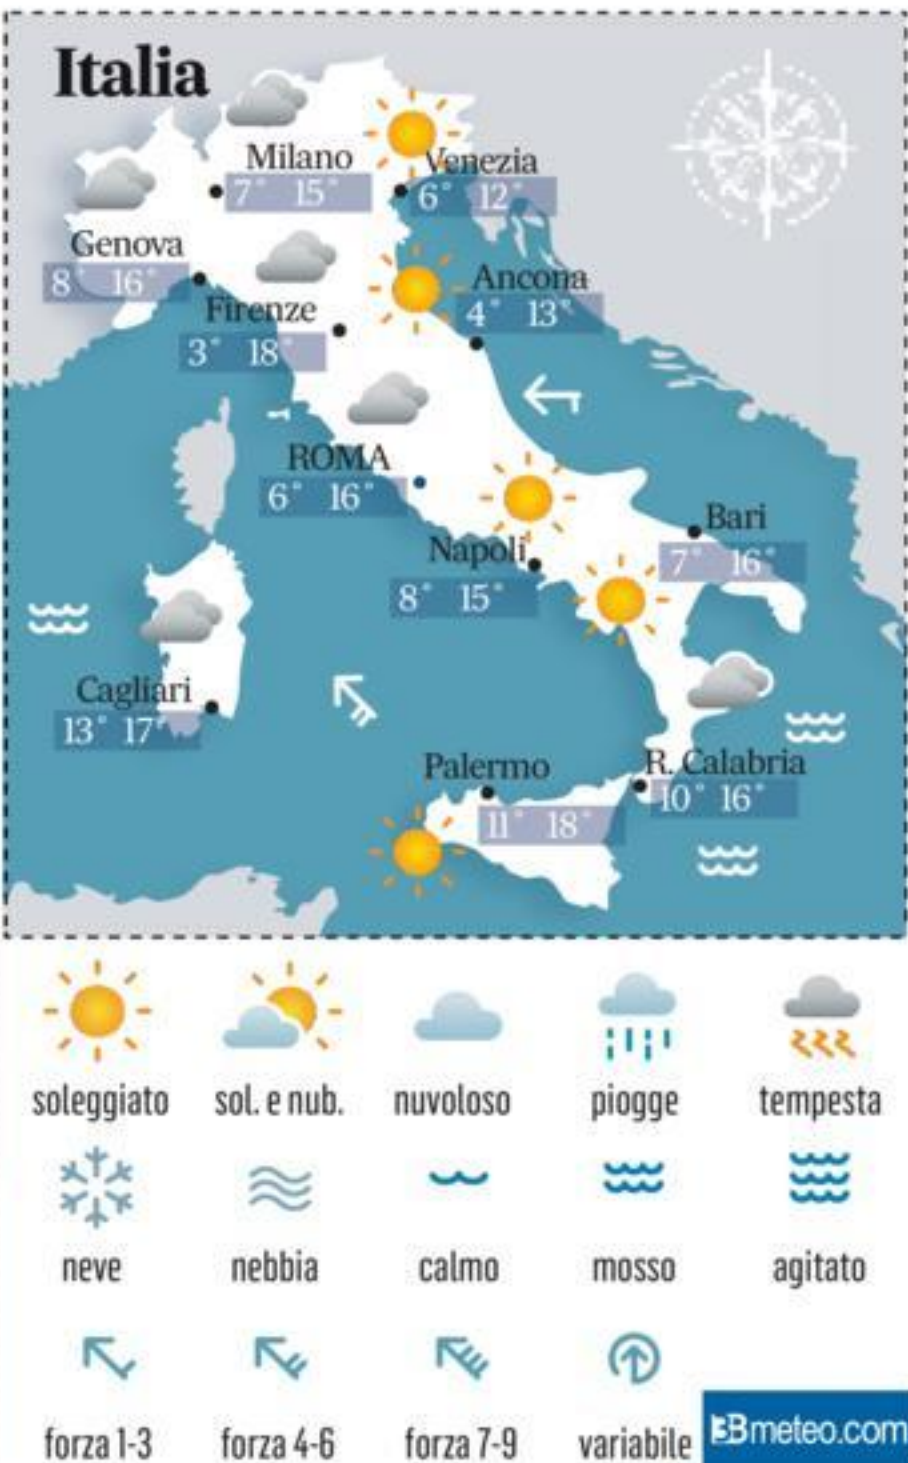 Italia
Milano
7° 15°
Venezia
6° 12°
Genova
8° 16°
Ancona
4° 13°
Firenze
3° 18°
ROMA
6° 16°
Bari
7° 16°
Napoli
8° 15°
Cagliari
13° 17°
Palermo
11° 18°
R. Calabria
10° 16°
soleggiato sol. e nub. nuvoloso piogge tempesta
neve nebbia calmo mosso agitato
forza 1-3 forza 4-6 forza 7-9 variabile
3Bmeteo.com